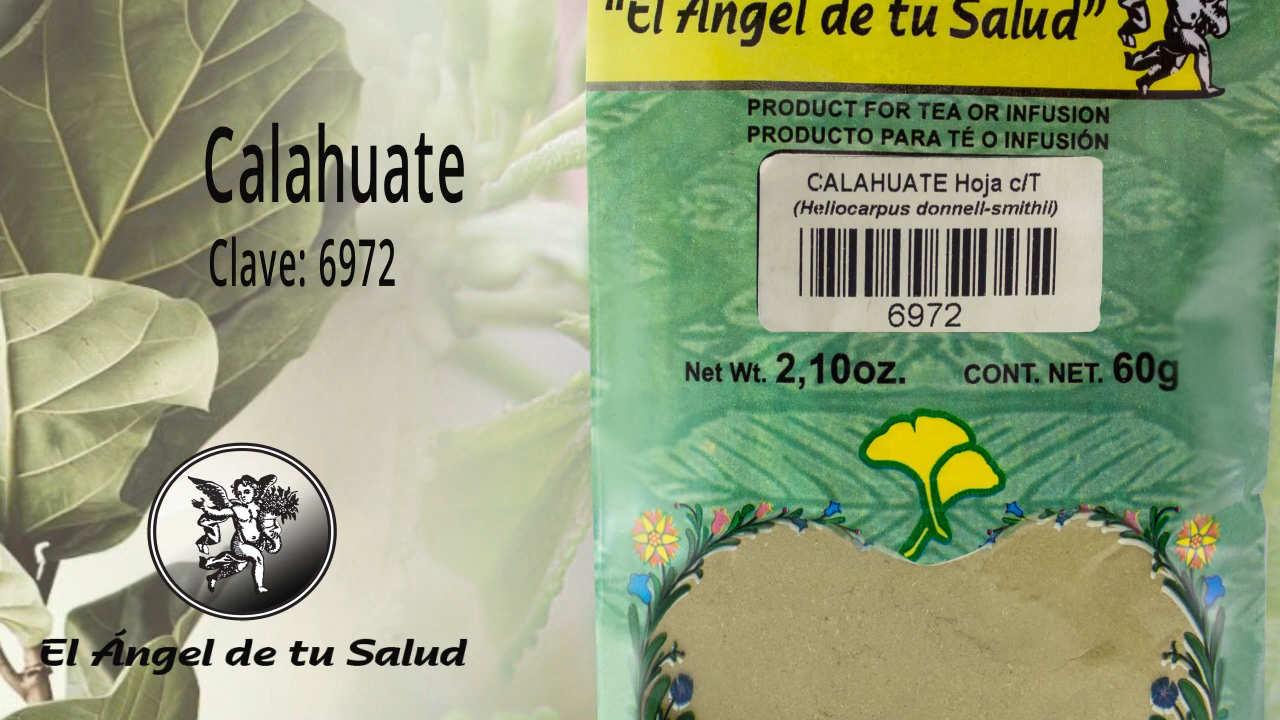 Calahuate
Clave: 6972
El Ángel de tu Salud
"El Ángel de tu Salud"
PRODUCT FOR TEA OR INFUSION
PRODUCTO PARA TÉ O INFUSIÓN
CALAHUATE Hoja c/T
(Heliocarpus donnell-smithii)
6972
Net Wt. 2,10oz. CONT. NET. 60g